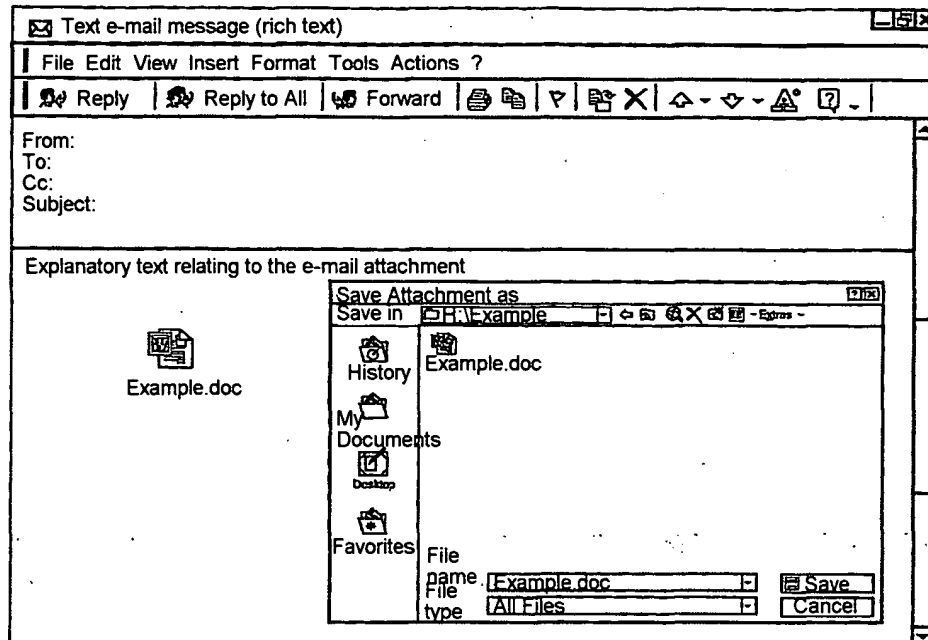 Text e-mail message (rich text)
File Edit View Insert Format Tools Actions ?
Reply Reply to All Forward
From:
To:
Cc:
Subject:
Explanatory text relating to the e-mail attachment
Example.doc
Save Attachment as
Save in H:\Example - Extras -
History
My Documents
Desktop
Favorites
Example.doc
File name Example.doc Save
File type All Files Cancel